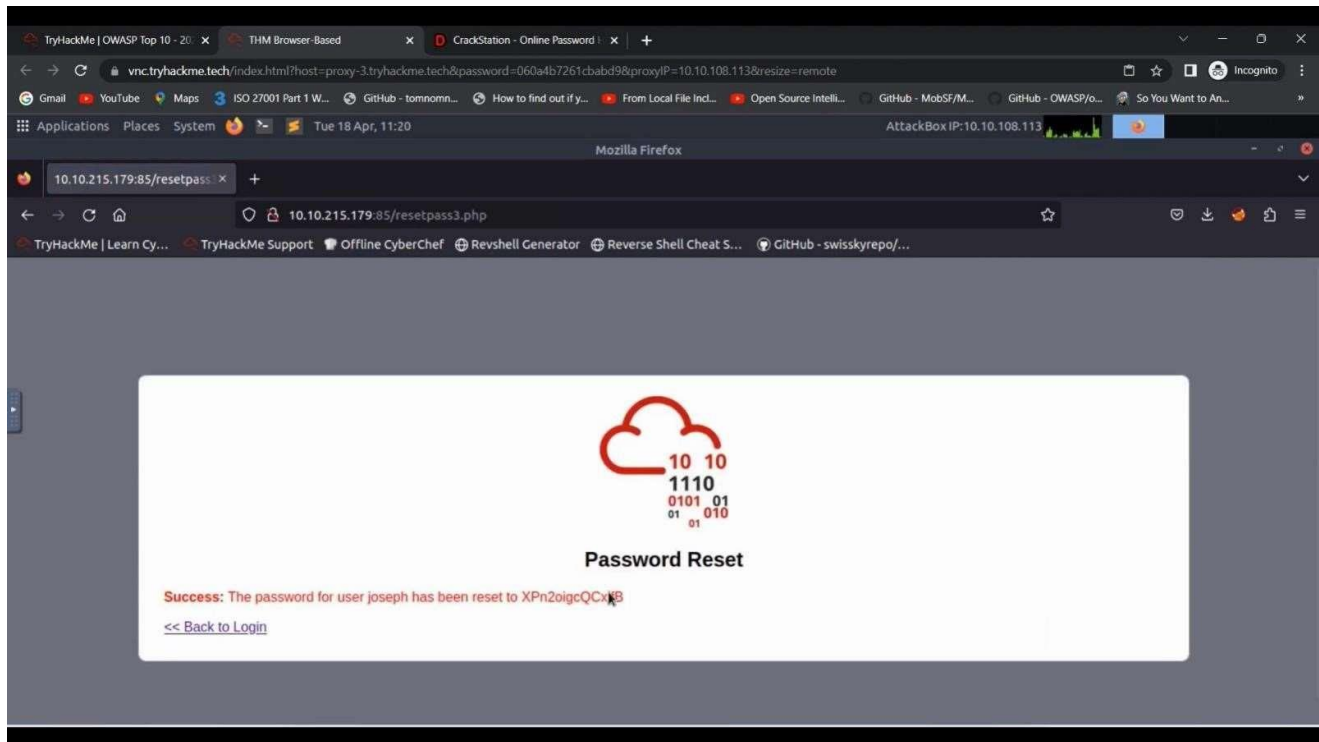 TryHackMe | OWASP Top 10 - 20 THM Browser-Based CrackStation - Online Password
vnc.tryhackme.tech/index.html?host=proxy-3.tryhackme.tech&password=060a4b7261cbabd9&proxyIP=10.10.108.113&resize=remote Incognito
Gmail YouTube Maps ISO 27001 Part 1 W... GitHub - tomnomn... How to find out if y... From Local File Incl... Open Source Intelli... GitHub - MobSF/M... GitHub - OWASP/o... So You Want to An... »
Applications Places System Tue 18 Apr, 11:20 AttackBox IP:10.10.108.113
Mozilla Firefox
10.10.215.179:85/resetpass
10.10.215.179:85/resetpass3.php
TryHackMe | Learn Cy... TryHackMe Support Offline CyberChef Revshell Generator Reverse Shell Cheat S... GitHub - swisskyrepo/...
10 10
1110
0101 01
01 010
01
Password Reset
Success: The password for user joseph has been reset to
<< Back to Login